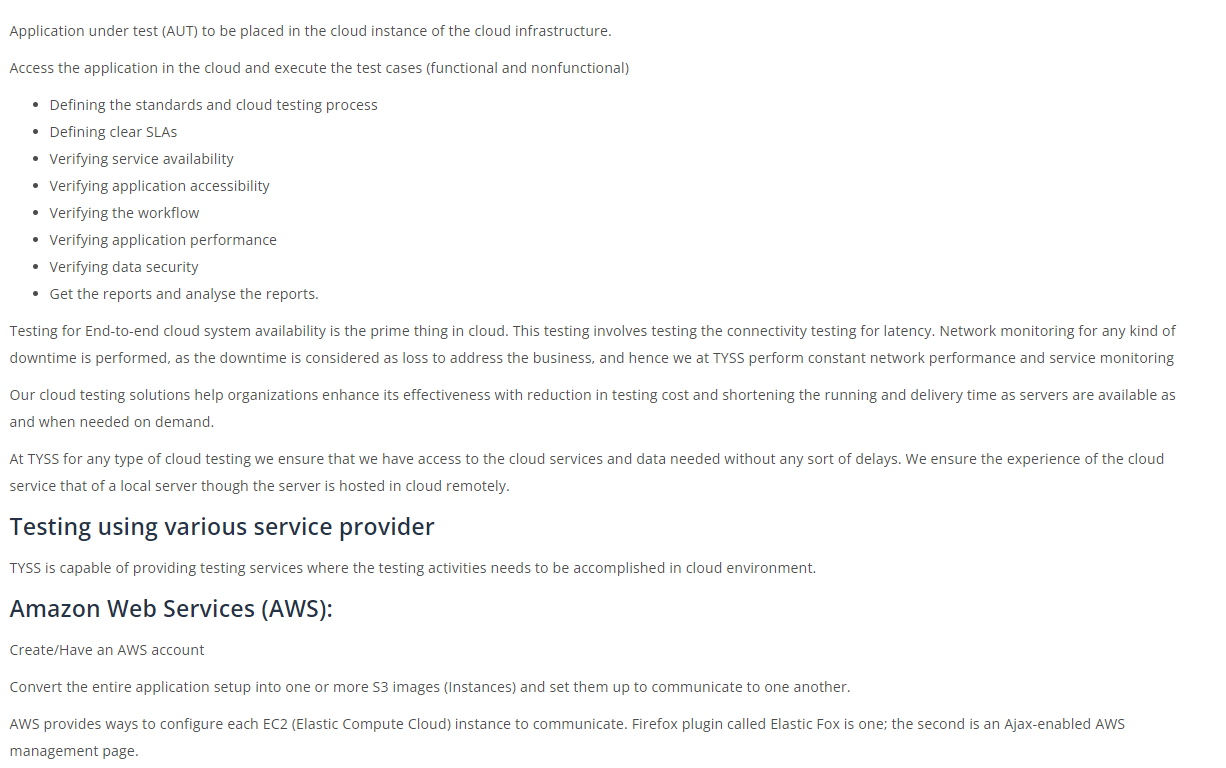 Application under test (AUT) to be placed in the cloud instance of the cloud infrastructure.
Access the application in the cloud and execute the test cases (functional and nonfunctional)
• Defining the standards and cloud testing process
• Defining clear SLAs
• Verifying service availability
• Verifying application accessibility
• Verifying the workflow
• Verifying application performance
• Verifying data security
• Get the reports and analyse the reports.
Testing for End-to-end cloud system availability is the prime thing in cloud. This testing involves testing the connectivity testing for latency. Network monitoring for any kind of
downtime is performed, as the downtime is considered as loss to address the business, and hence we at TYSS perform constant network performance and service monitoring
Our cloud testing solutions help organizations enhance its effectiveness with reduction in testing cost and shortening the running and delivery time as servers are available as
and when needed on demand.
At TYSS for any type of cloud testing we ensure that we have access to the cloud services and data needed without any sort of delays. We ensure the experience of the cloud
service that of a local server though the server is hosted in cloud remotely.
Testing using various service provider
TYSS is capable of providing testing services where the testing activities needs to be accomplished in cloud environment.
Amazon Web Services (AWS):
Create/Have an AWS account
Convert the entire application setup into one or more S3 images (Instances) and set them up to communicate to one another.
AWS provides ways to configure each EC2 (Elastic Compute Cloud) instance to communicate. Firefox plugin called Elastic Fox is one; the second is an Ajax-enabled AWS
management page.